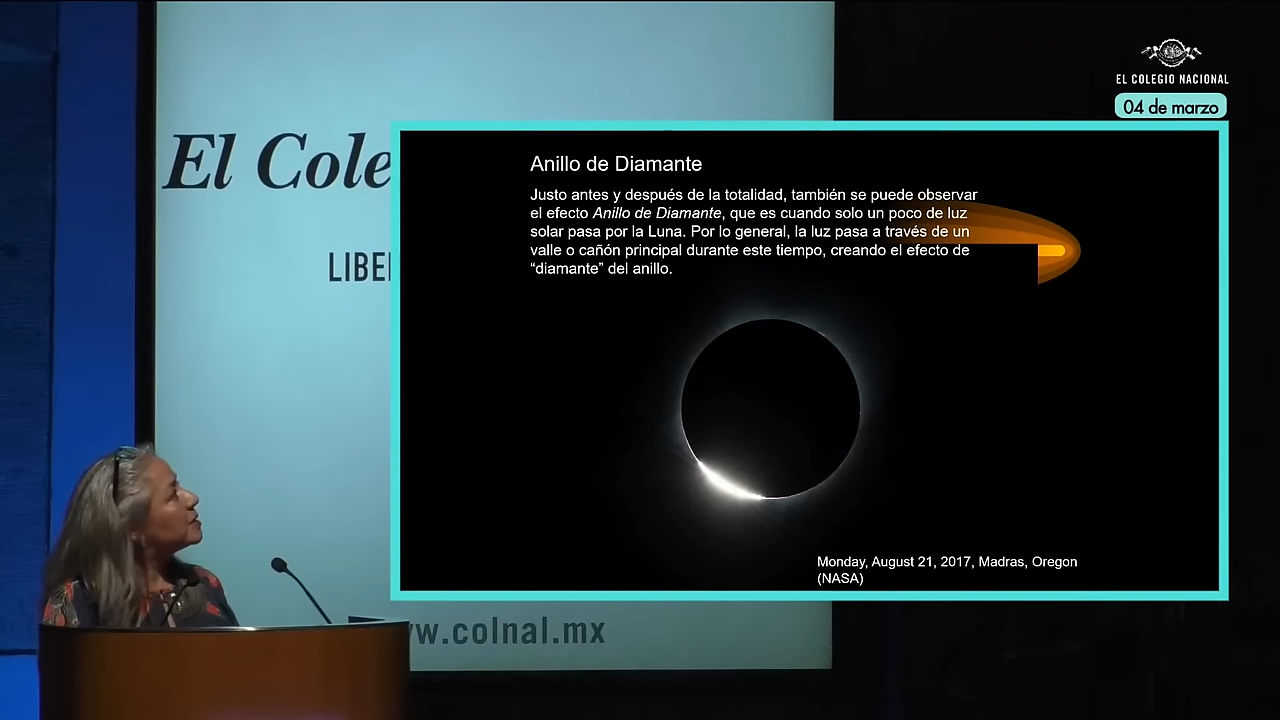 EL COLEGIO NACIONAL
04 de marzo
El Cole
LIBE
Anillo de Diamante
Justo antes y después de la totalidad, también se puede observar
el efecto Anillo de Diamante, que es cuando solo un poco de luz
solar pasa por la Luna. Por lo general, la luz pasa a través de un
valle o cañón principal durante este tiempo, creando el efecto de
“diamante” del anillo.
Monday, August 21, 2017, Madras, Oregon
(NASA)
w.colnal.mx